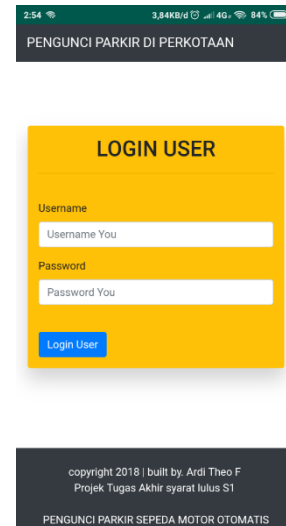 2:54 3,84KB/d 4G 84%
PENGUNCI PARKIR DI PERKOTAAN
LOGIN USER
Username
Username You
Password
Password You
Login User
copyright 2018 | built by. Ardi Theo F
Projek Tugas Akhir syarat lulus S1
PENGUNCI PARKIR SEPEDA MOTOR OTOMATIS